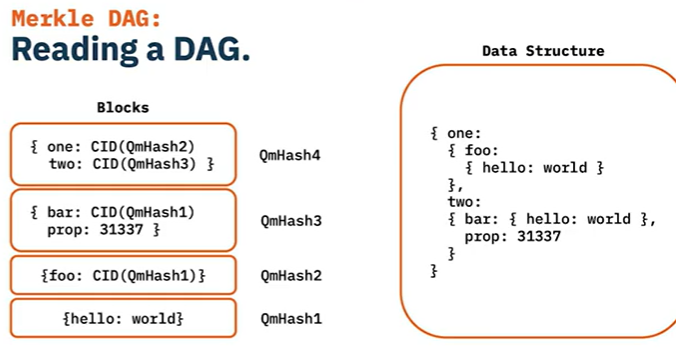 Merkle DAG:
Reading a DAG.
Blocks
{ one: CID(QmHash2)
two: CID(QmHash3) }
QmHash4
{ bar: CID(QmHash1)
prop: 31337 }
QmHash3
{foo: CID(QmHash1)}
QmHash2
{hello: world}
QmHash1
Data Structure
{ one:
{ foo:
{ hello: world }
},
two:
{ bar: { hello: world },
prop: 31337
}
}